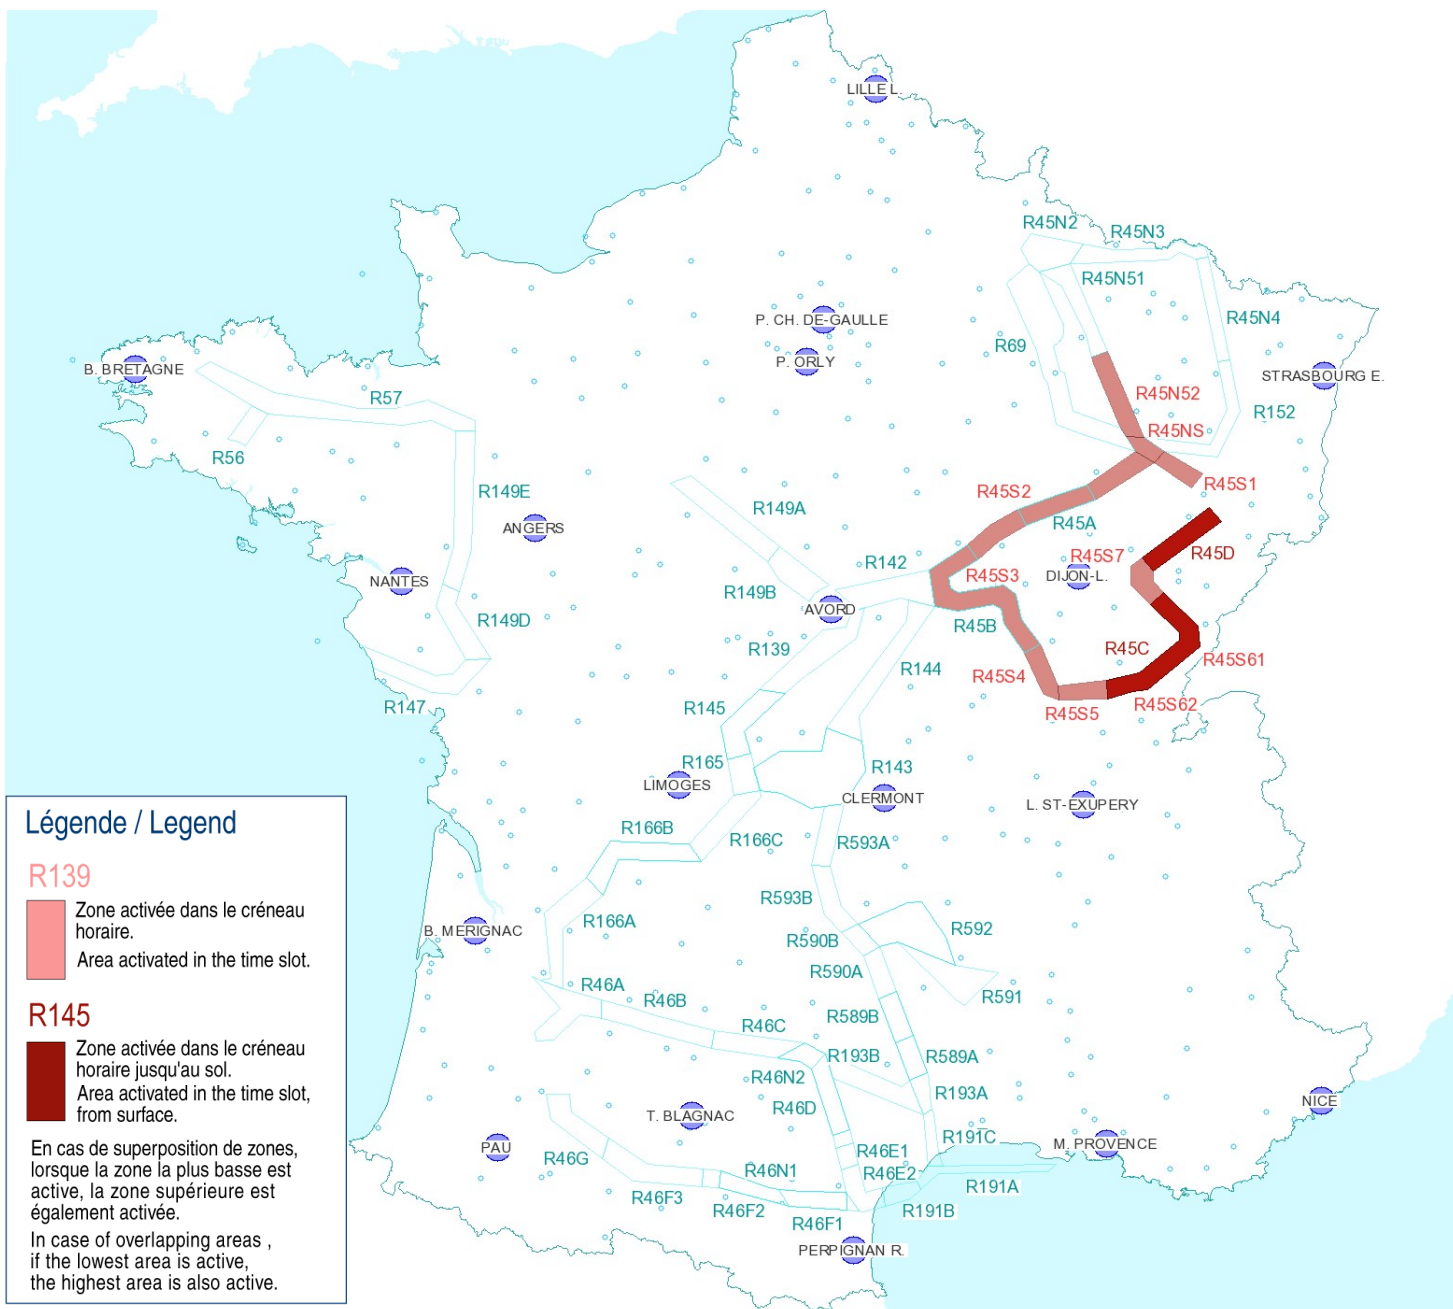 LILLE L.
R45N2
R45N3
R45N51
P. CH. DE-GAULLE
R45N4
R69
P. ORLY
B. BRETAGNE
STRASBOURG E.
R57
R45N52
R152
R45NS
R56
R149E
R45S2
R45S1
R149A
R45A
ANGERS
R45S7
R45D
R142
R45S3
DIJON-L.
NANTES
R149B
AVORD
R149D
R45B
R139
R45C
R45S61
R144
R45S4
R147
R145
R45S5
R45S62
R165
R143
LIMOGES
CLERMONT
L. ST-EXUPERY
R166B
R166C
R593A
R593B
R166A
B. MERIGNAC
R592
R590B
R590A
R46A
R46B
R591
R46C
R589B
R193B
R589A
R46N2
R193A
R46D
T. BLAGNAC
NICE
PAU
R191C
M. PROVENCE
R46G
R46E1
R46N1
R46E2
R191A
R46F3
R46F2
R46F1
R191B
PERPIGNAN R.
Légende / Legend
R139
Zone activée dans le créneau
horaire.
Area activated in the time slot.
R145
Zone activée dans le créneau
horaire jusqu'au sol.
Area activated in the time slot,
from surface.
En cas de superposition de zones,
lorsque la zone la plus basse est
active, la zone supérieure est
également activée.
In case of overlapping areas ,
if the lowest area is active,
the highest area is also active.